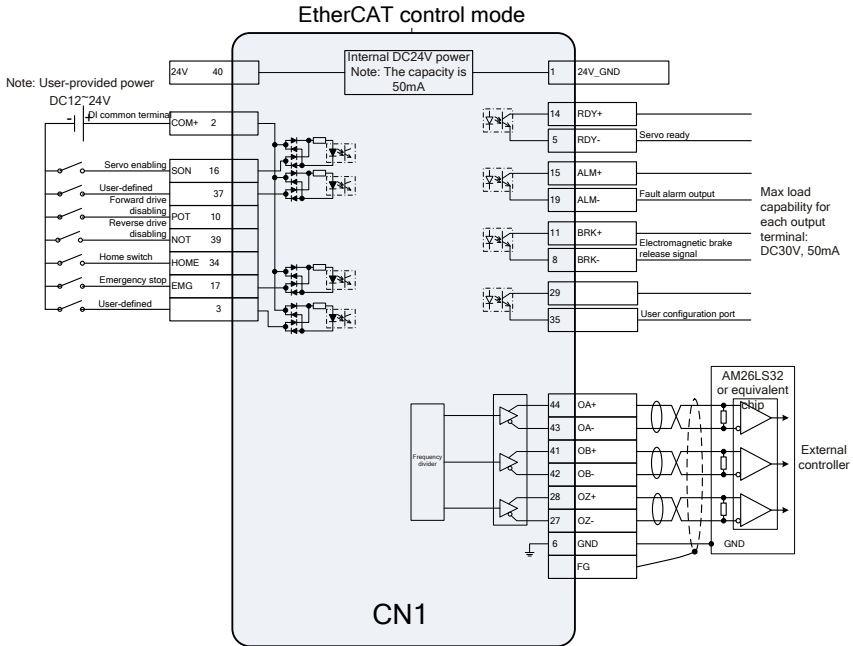 EtherCAT control mode
Internal DC24V power
Note: The capacity is
50mA
24V 40
1 24V_GND
Note: User-provided power
DC12~24V
- +
DI common terminal
COM+ 2
Servo enabling
SON 16
User-defined
37
Forward drive
disabling
POT 10
Reverse drive
disabling
NOT 39
Home switch
HOME 34
Emergency stop
EMG 17
User-defined
3
14 RDY+
5 RDY- Servo ready
15 ALM+
19 ALM- Fault alarm output
11 BRK+
8 BRK-
Electromagnetic brake
release signal
29
35 User configuration port
Max load
capability for
each output
terminal:
DC30V, 50mA
Frequency
divider
44 OA+
43 OA-
41 OB+
42 OB-
28 OZ+
27 OZ-
6 GND
FG
AM26LS32
or equivalent
chip
GND
External
controller
CN1